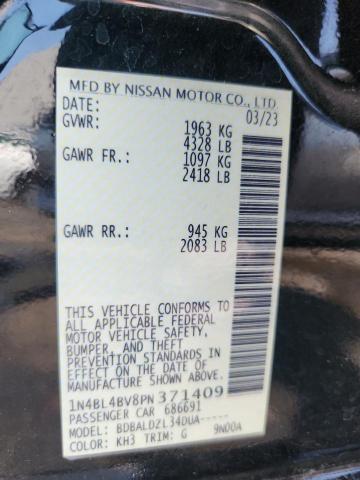 MFD BY NISSAN MOTOR CO., LTD.
DATE: 03/23
GVWR: 1963 KG
4328 LB
GAWR FR.: 1097 KG
2418 LB
GAWR RR.: 945 KG
2083 LB
THIS VEHICLE CONFORMS TO
ALL APPLICABLE FEDERAL
MOTOR VEHICLE SAFETY,
BUMPER, AND THEFT
PREVENTION STANDARDS IN
EFFECT ON THE DATE OF
MANUFACTURE SHOWN ABOVE.
1N4BL4BV8PN371409
PASSENGER CAR 686691
BDBALDZL34DUA-----
COLOR: KH3 TRIM: G 9N00A